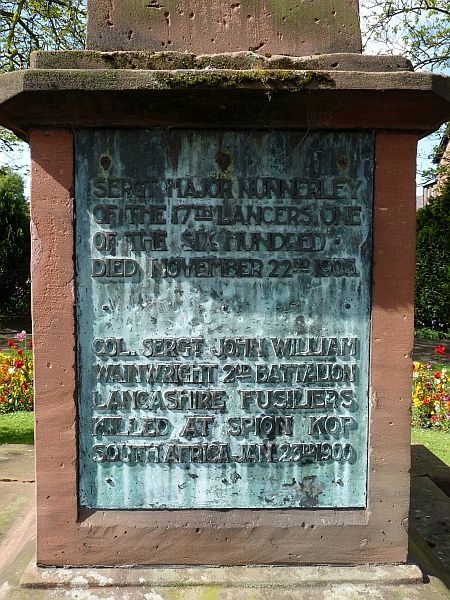 SERGT. MAJOR NUNNERLEY
OF THE 17TH LANCERS, ONE
OF THE SIX HUNDRED.
DIED, NOVEMBER 22ND 1905.
COL. SERGT JOHN WILLIAM
WAINWRIGHT 2ND BATTALION
LANCASHIRE FUSILIERS
KILLED AT SPION KOP
SOUTH AFRICA JAN. 23RD 1900